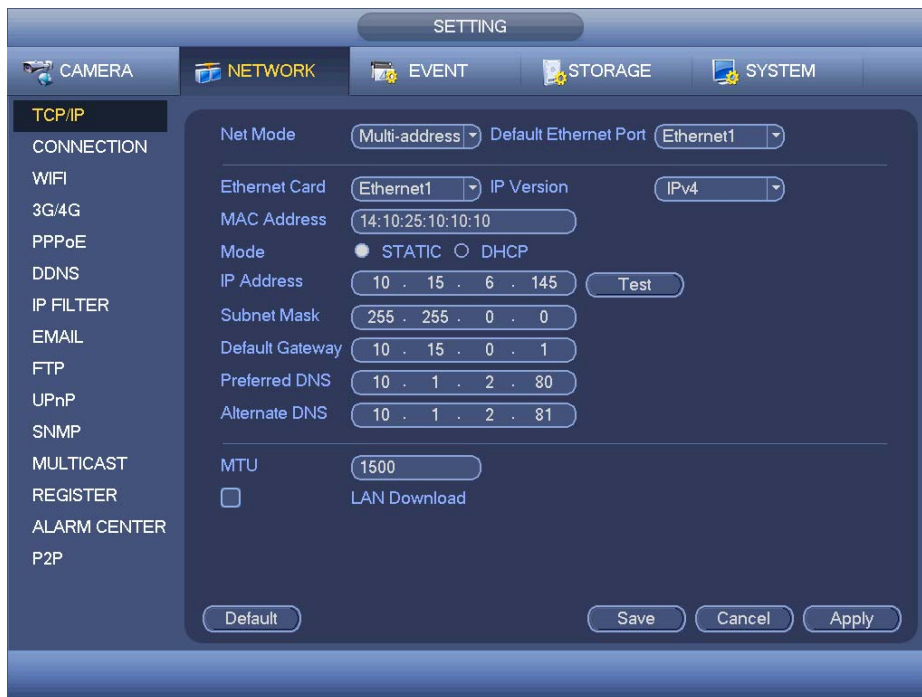 SETTING
CAMERA NETWORK EVENT STORAGE SYSTEM
TCP/IP
CONNECTION
WIFI
3G/4G
PPPoE
DDNS
IP FILTER
EMAIL
FTP
UPnP
SNMP
MULTICAST
REGISTER
ALARM CENTER
P2P
Net Mode Multi-address Default Ethernet Port Ethernet1
Ethernet Card Ethernet1 IP Version IPv4
MAC Address 14:10:25:10:10:10
Mode STATIC DHCP
IP Address 10 . 15 . 6 . 145 Test
Subnet Mask 255 . 255 . 0 . 0
Default Gateway 10 . 15 . 0 . 1
Preferred DNS 10 . 1 . 2 . 80
Alternate DNS 10 . 1 . 2 . 81
MTU 1500
LAN Download
Default Save Cancel Apply